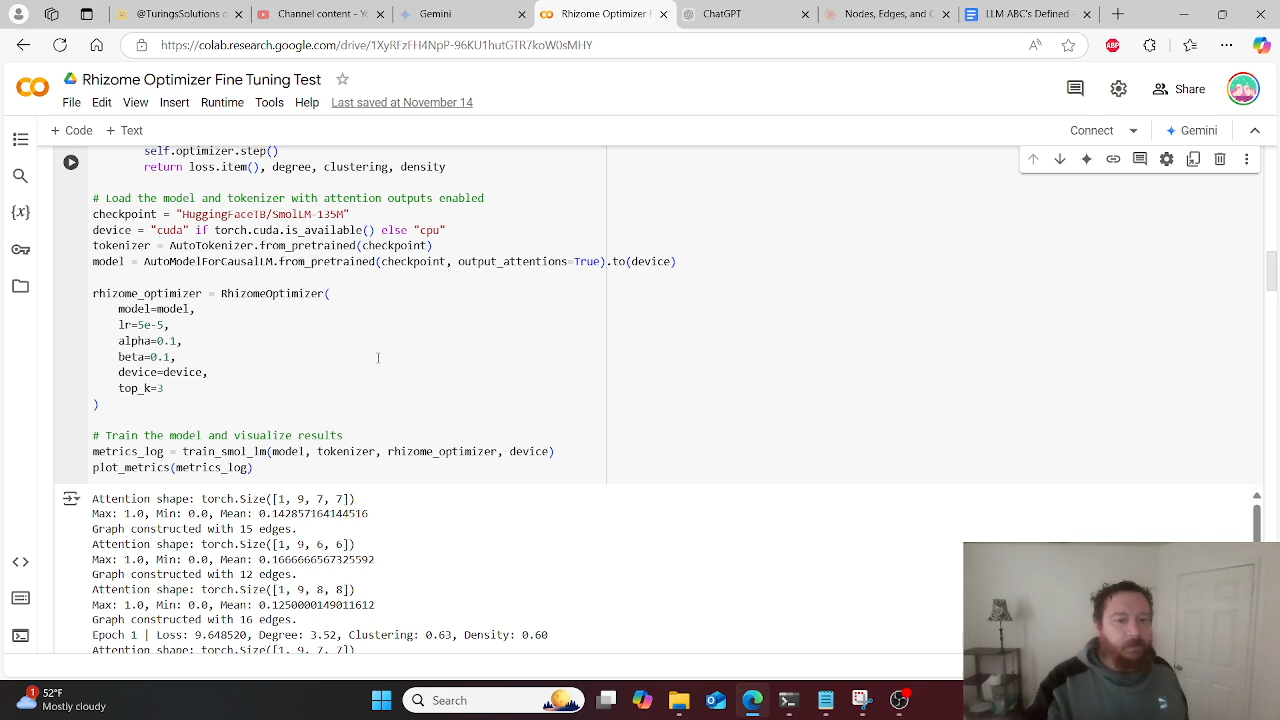 @TuringsSolutions c
Channel content - Yo
Gemini
Rhizome Optimizer F
ChatGPT
Nodes, Edges, and C
LLM ABC's Defined -
https://colab.research.google.com/drive/1XyRFzFH4NpP-96KU1hutGTR7koW0sMHY
ABP
Rhizome Optimizer Fine Tuning Test
File Edit View Insert Runtime Tools Help Last saved at November 14
Share
+ Code + Text
Connect
Gemini
self.optimizer.step()
return loss.item(), degree, clustering, density
# Load the model and tokenizer with attention outputs enabled
checkpoint = "HuggingFaceTB/SmolLM-135M"
device = "cuda" if torch.cuda.is_available() else "cpu"
tokenizer = AutoTokenizer.from_pretrained(checkpoint)
model = AutoModelForCausalLM.from_pretrained(checkpoint, output_attentions=True).to(device)
rhizome_optimizer = RhizomeOptimizer(
model=model,
lr=5e-5,
alpha=0.1,
beta=0.1,
device=device,
top_k=3
)
# Train the model and visualize results
metrics_log = train_smol_lm(model, tokenizer, rhizome_optimizer, device)
plot_metrics(metrics_log)
Attention shape: torch.Size([1, 9, 7, 7])
Max: 1.0, Min: 0.0, Mean: 0.142857164144516
Graph constructed with 15 edges.
Attention shape: torch.Size([1, 9, 6, 6])
Max: 1.0, Min: 0.0, Mean: 0.1666666567325592
Graph constructed with 12 edges.
Attention shape: torch.Size([1, 9, 8, 8])
Max: 1.0, Min: 0.0, Mean: 0.1250000149011612
Graph constructed with 16 edges.
Epoch 1 | Loss: 9.648520, Degree: 3.52, Clustering: 0.63, Density: 0.60
Attention shape: torch.Size([1, 9, 7, 7])
1
52°F
Mostly cloudy
Search